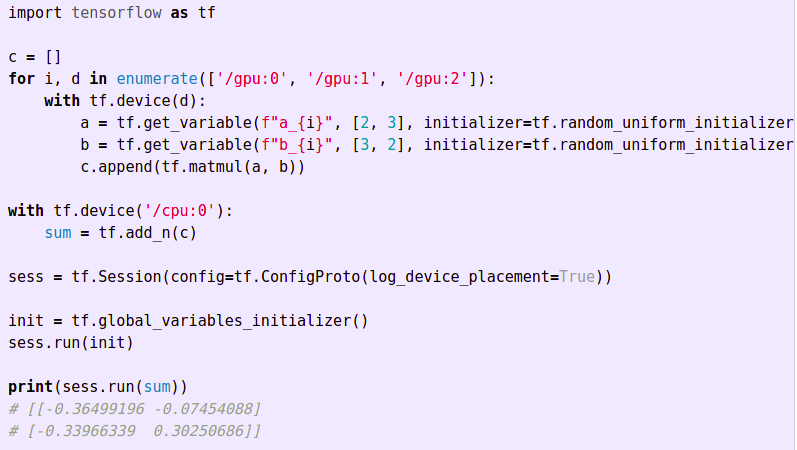 import tensorflow as tf
c = []
for i, d in enumerate(['/gpu:0', '/gpu:1', '/gpu:2']):
    with tf.device(d):
        a = tf.get_variable(f"a_{i}", [2, 3], initializer=tf.random_uniform_initializer
        b = tf.get_variable(f"b_{i}", [3, 2], initializer=tf.random_uniform_initializer
        c.append(tf.matmul(a, b))
with tf.device('/cpu:0'):
    sum = tf.add_n(c)
sess = tf.Session(config=tf.ConfigProto(log_device_placement=True))
init = tf.global_variables_initializer()
sess.run(init)
print(sess.run(sum))
# [[-0.36499196 -0.07454088]
# [-0.33966339  0.30250686]]